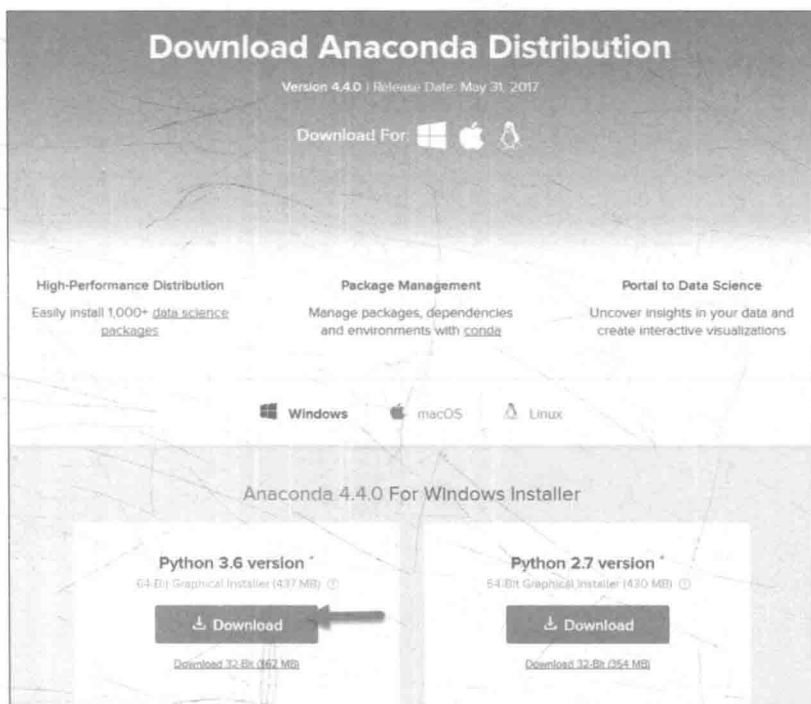 Download Anaconda Distribution
Version 4.4.0 | Release Date: May 31, 2017
Download For:
High-Performance Distribution
Easily install 1,000+ data science
packages
Package Management
Manage packages, dependencies
and environments with conda
Portal to Data Science
Uncover insights in your data and
create interactive visualizations
Windows
macOS
Linux
Anaconda 4.4.0 For Windows Installer
Python 3.6 version *
64-Bit Graphical Installer (437 MB) ?
Download
Download 32-Bit (362 MB)
Python 2.7 version *
64-Bit Graphical Installer (430 MB) ?
Download
Download 32-Bit (354 MB)